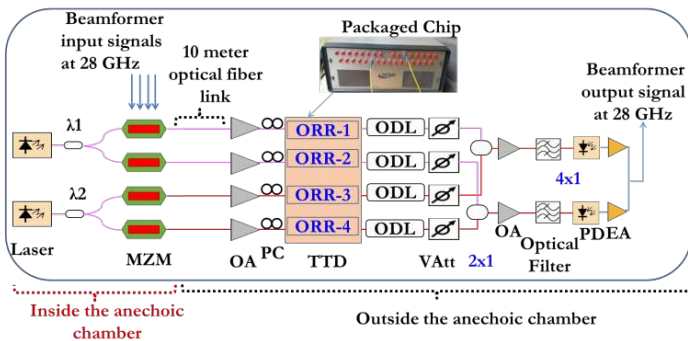 Beamformer
input signals
at 28 GHz
10 meter
optical fiber
link
Packaged Chip
Beamformer
output signal
at 28 GHz
λ1
ORR-1 ODL
ORR-2 ODL
4x1
λ2
ORR-3 ODL
ORR-4 ODL
Laser
MZM
OA PC TTD VAtt 2x1 OA Optical Filter PD EA
Inside the anechoic
chamber
Outside the anechoic chamber